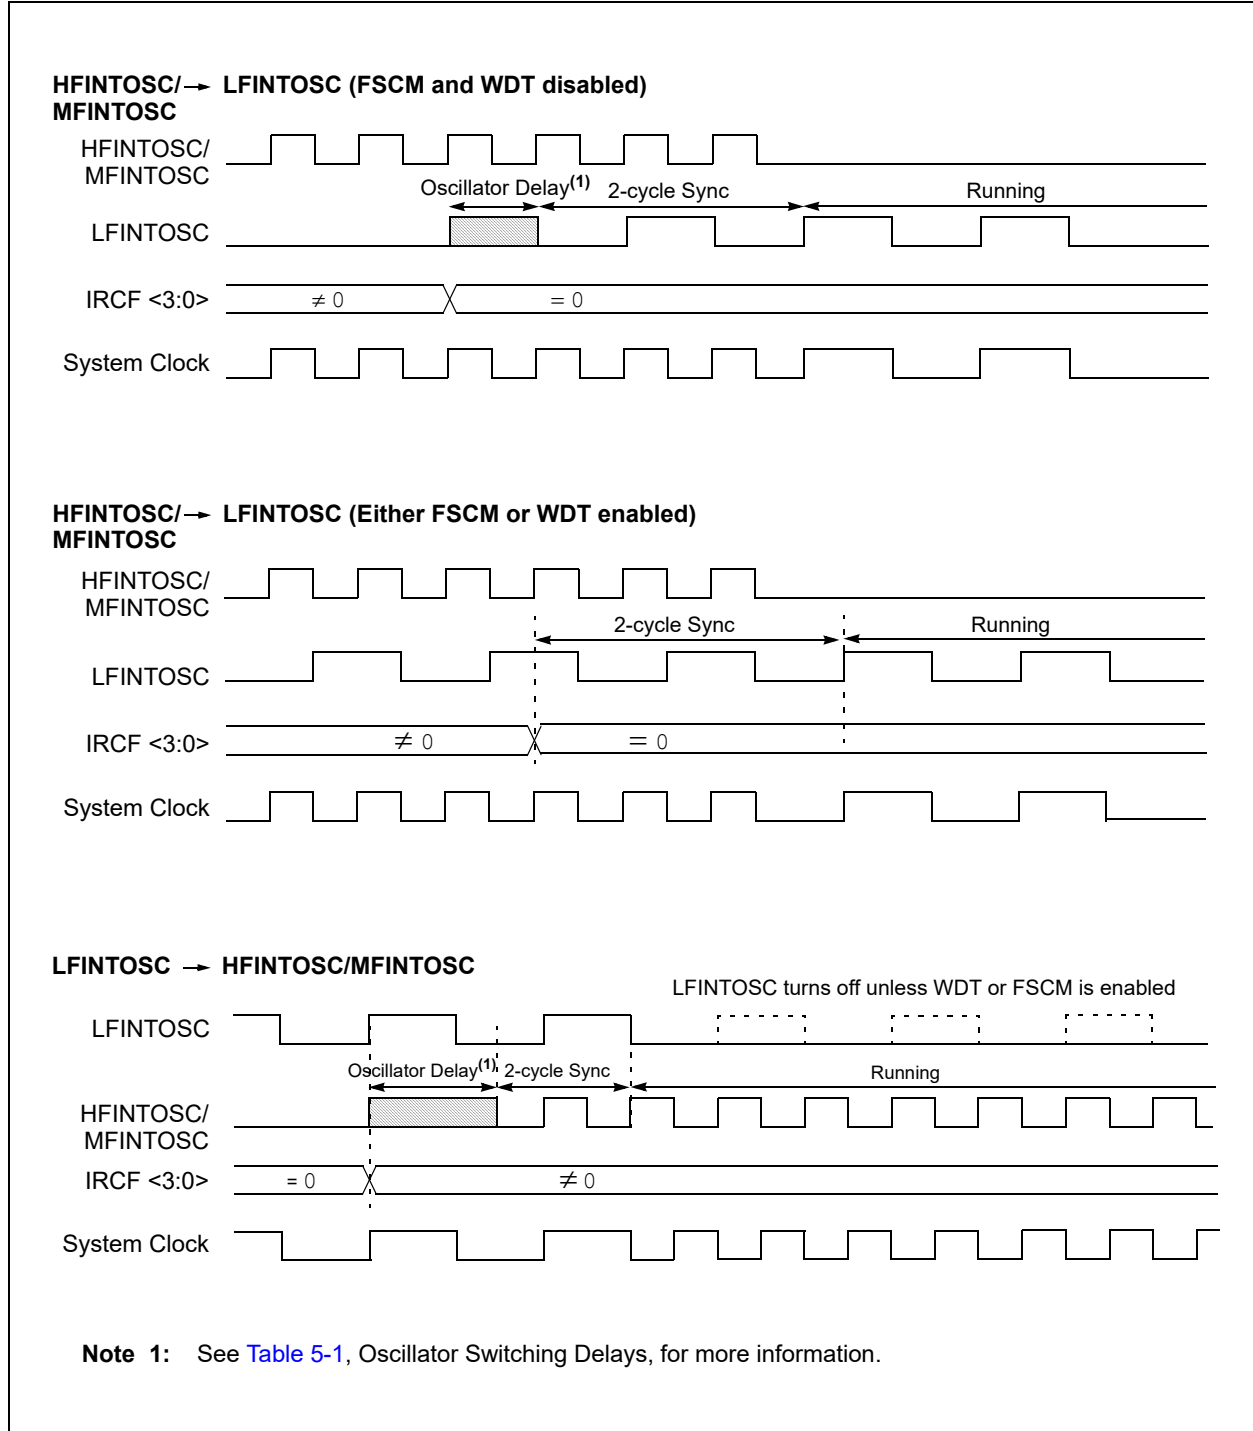 HFINTOSC/→ LFINTOSC (FSCM and WDT disabled)
MFINTOSC
HFINTOSC/
MFINTOSC
Oscillator Delay(1) 2-cycle Sync Running
LFINTOSC
IRCF <3:0> ≠ 0 = 0
System Clock
HFINTOSC/→ LFINTOSC (Either FSCM or WDT enabled)
MFINTOSC
HFINTOSC/
MFINTOSC
2-cycle Sync Running
LFINTOSC
IRCF <3:0> ≠ 0 = 0
System Clock
LFINTOSC → HFINTOSC/MFINTOSC
LFINTOSC turns off unless WDT or FSCM is enabled
LFINTOSC
Oscillator Delay(1) 2-cycle Sync Running
HFINTOSC/
MFINTOSC
IRCF <3:0> = 0 ≠ 0
System Clock
Note 1: See Table 5-1, Oscillator Switching Delays, for more information.